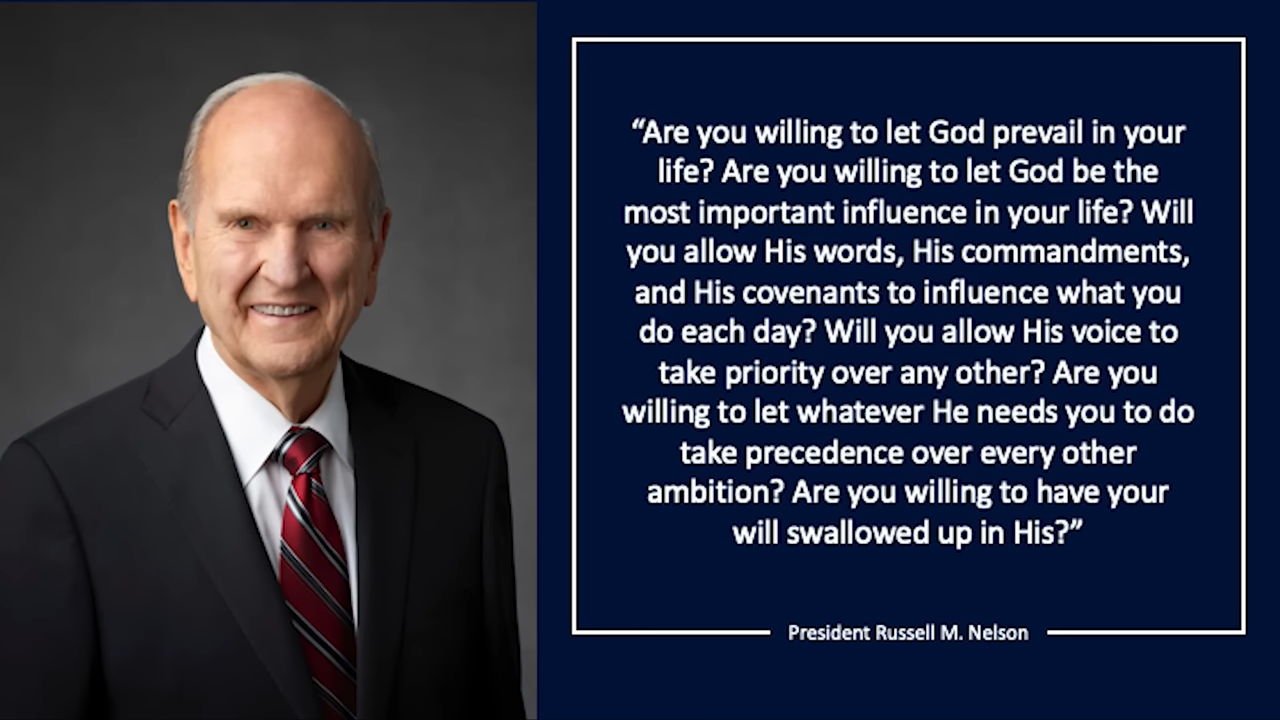 “Are you willing to let God prevail in your
life? Are you willing to let God be the
most important influence in your life? Will
you allow His words, His commandments,
and His covenants to influence what you
do each day? Will you allow His voice to
take priority over any other? Are you
willing to let whatever He needs you to do
take precedence over every other
ambition? Are you willing to have your
will swallowed up in His?”
President Russell M. Nelson